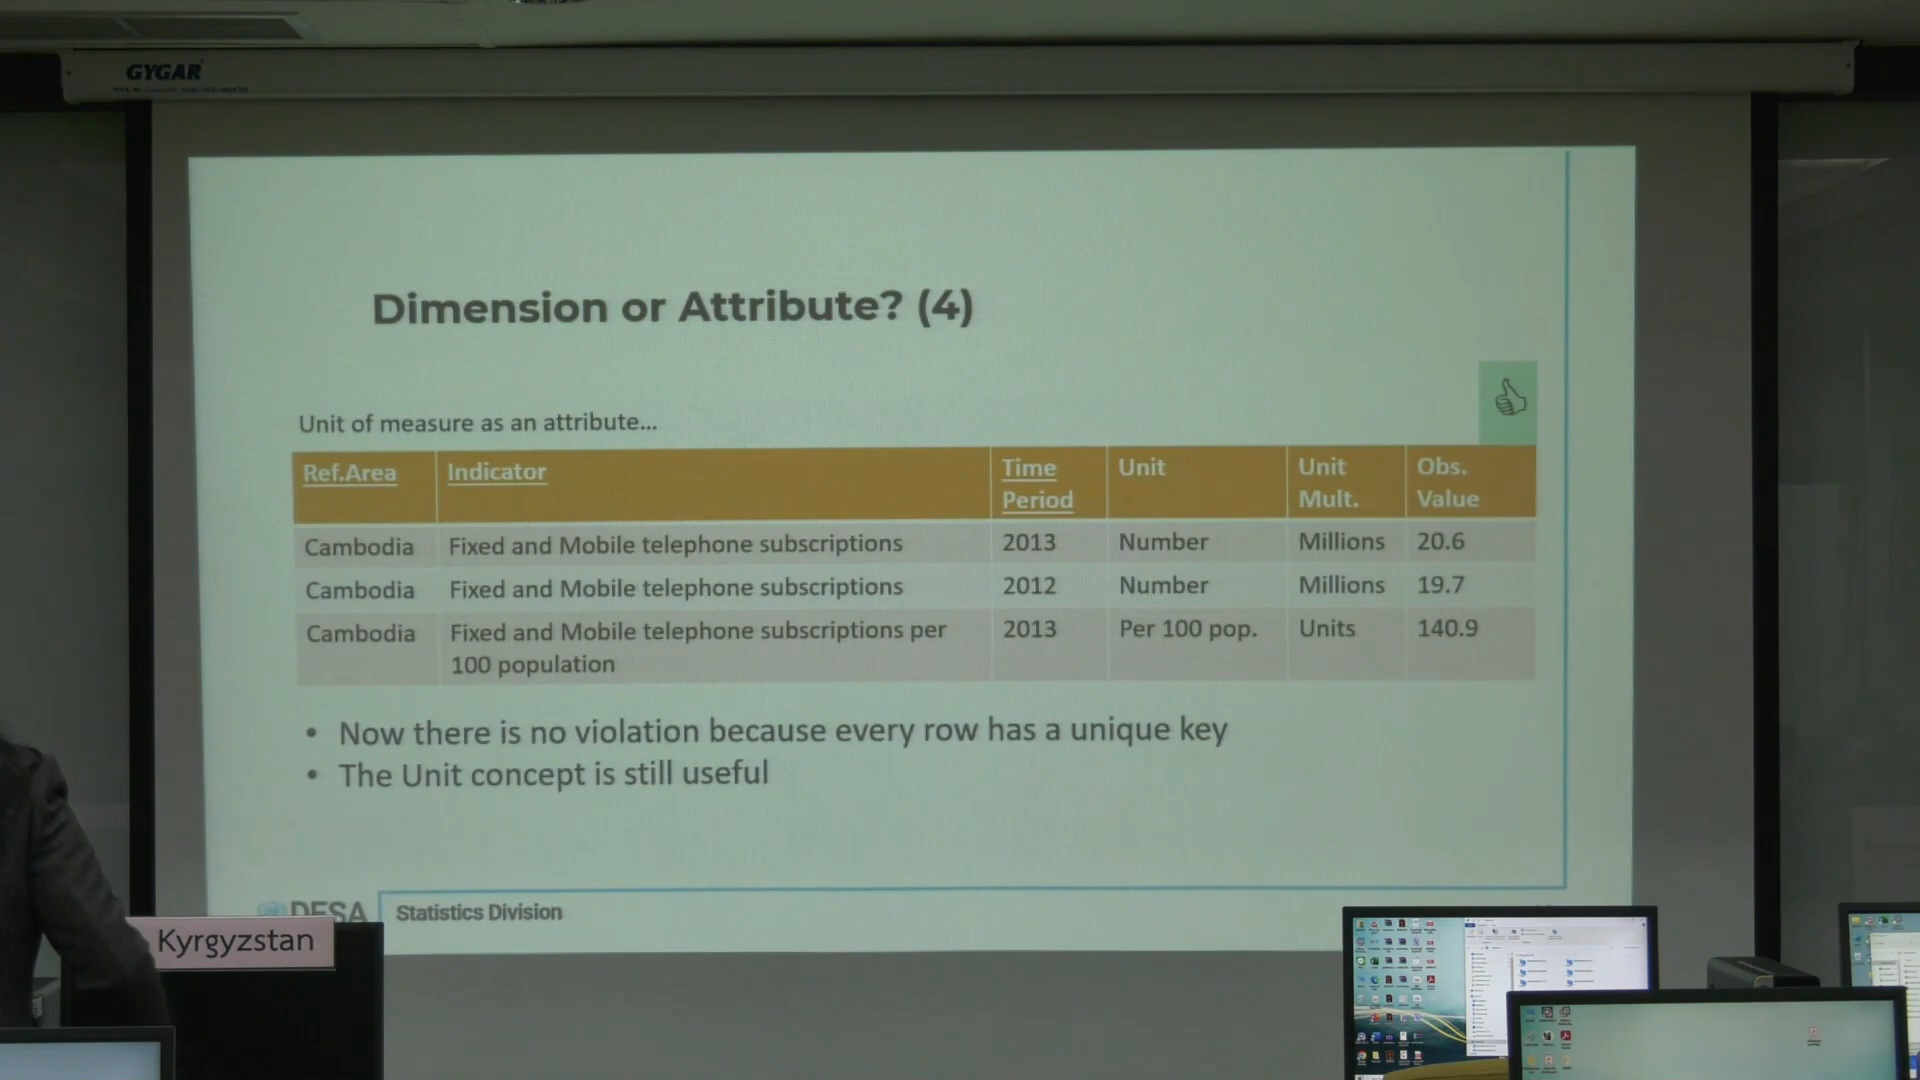 GYGAR
Dimension or Attribute? (4)
Unit of measure as an attribute...
Ref.Area Indicator Time Period Unit Unit Mult. Obs. Value
Cambodia Fixed and Mobile telephone subscriptions 2013 Number Millions 20.6
Cambodia Fixed and Mobile telephone subscriptions 2012 Number Millions 19.7
Cambodia Fixed and Mobile telephone subscriptions per 100 population 2013 Per 100 pop. Units 140.9
• Now there is no violation because every row has a unique key
• The Unit concept is still useful
DESA Statistics Division
Kyrgyzstan